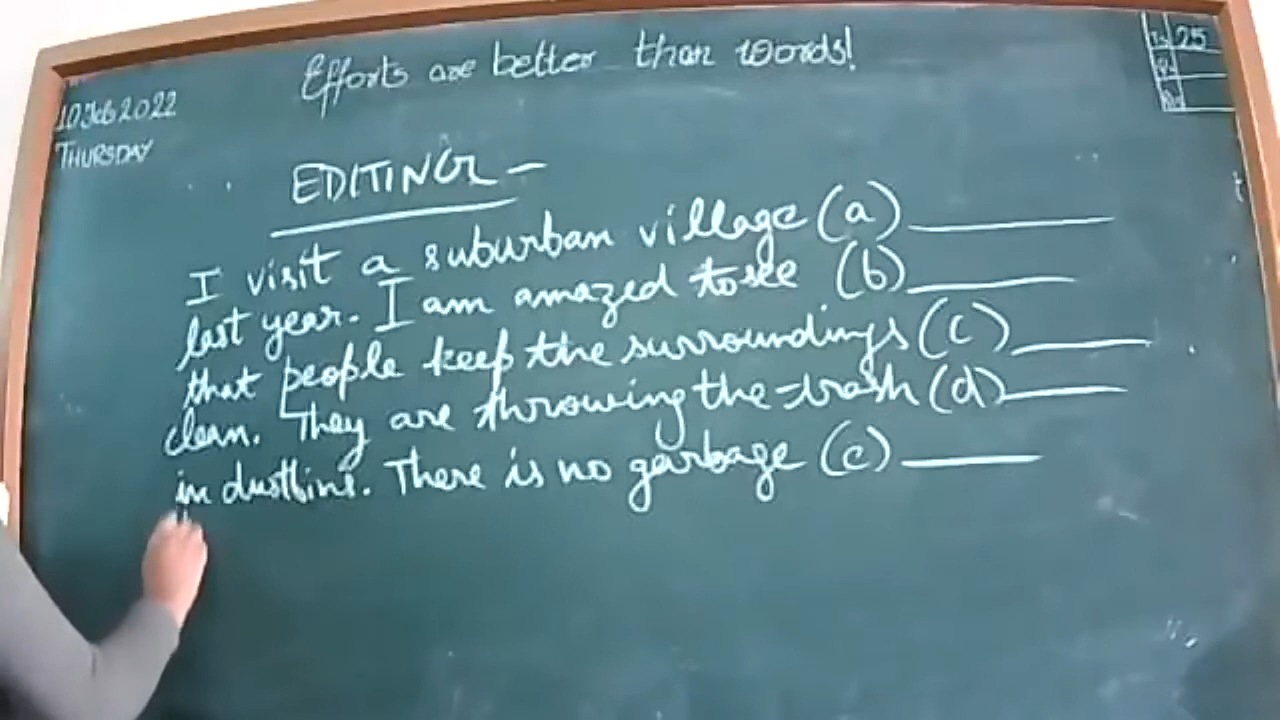 Efforts are better than words!
25
10 Feb 2022
THURSDAY
EDITING -
I visit a suburban village (a)
last year. I am amazed to see (b)
that people keep the surroundings (c)
clean. They are throwing the trash (d)
in dustbins. There is no garbage (e)